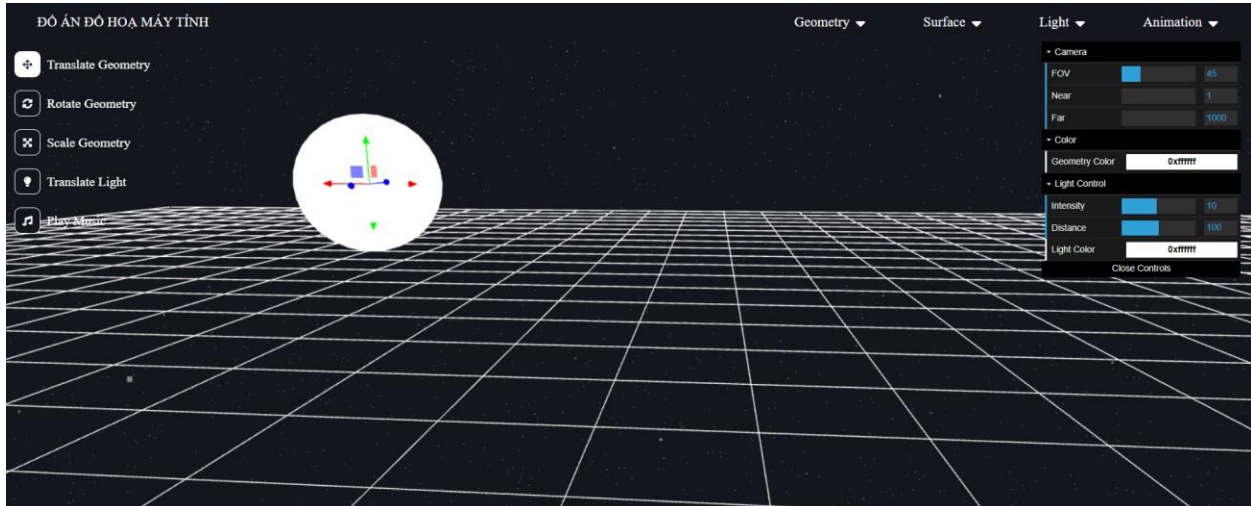 ĐỒ ÁN ĐỒ HOẠ MÁY TÍNH
Geometry
Surface
Light
Animation
Translate Geometry
Rotate Geometry
Scale Geometry
Translate Light
Play Music
Camera
FOV 45
Near 1
Far 1000
Color
Geometry Color 0xffffff
Light Control
Intensity 10
Distance 100
Light Color 0xffffff
Close Controls